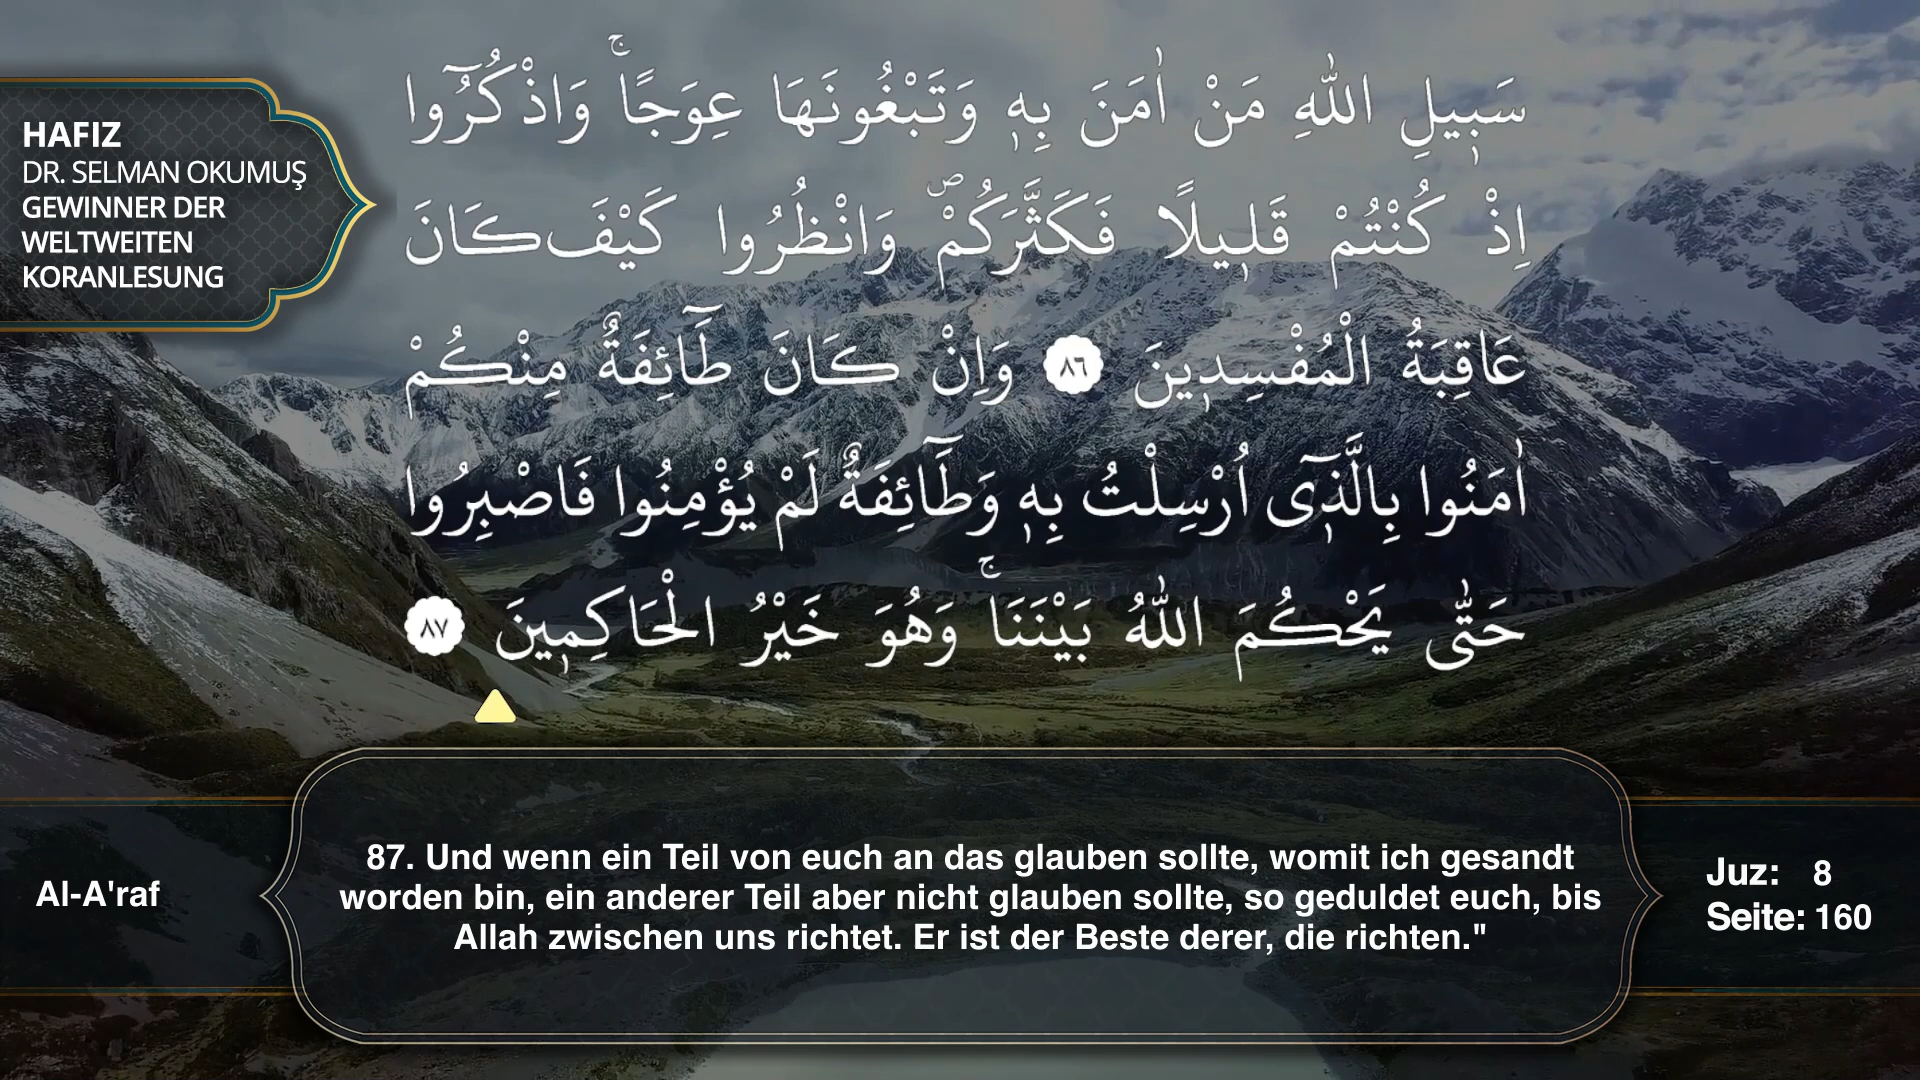 سَب۪يلِ اللّٰهِ مَنْ اٰمَنَ بِه۪ وَتَبْغُونَهَا عِوَجًاۚ وَاذْكُرُٓوا
اِذْ كُنْتُمْ قَل۪يلًا فَكَثَّرَكُمْۖ وَانْظُرُوا كَيْفَ كَانَ
عَاقِبَةُ الْمُفْسِد۪ينَ ٨٦ وَاِنْ كَانَ طَٓائِفَةٌ مِنْكُمْ
اٰمَنُوا بِالَّذ۪ٓي اُرْسِلْتُ بِه۪ وَطَٓائِفَةٌ لَمْ يُؤْمِنُوا فَاصْبِرُوا
حَتّٰى يَحْكُمَ اللّٰهُ بَيْنَنَاۚ وَهُوَ خَيْرُ الْحَاكِم۪ينَ ٨٧
HAFIZ
DR. SELMAN OKUMUŞ
GEWINNER DER
WELTWEITEN
KORANLESUNG
87. Und wenn ein Teil von euch an das glauben sollte, womit ich gesandt
worden bin, ein anderer Teil aber nicht glauben sollte, so geduldet euch, bis
Allah zwischen uns richtet. Er ist der Beste derer, die richten."
Al-A'raf
Juz: 8
Seite: 160